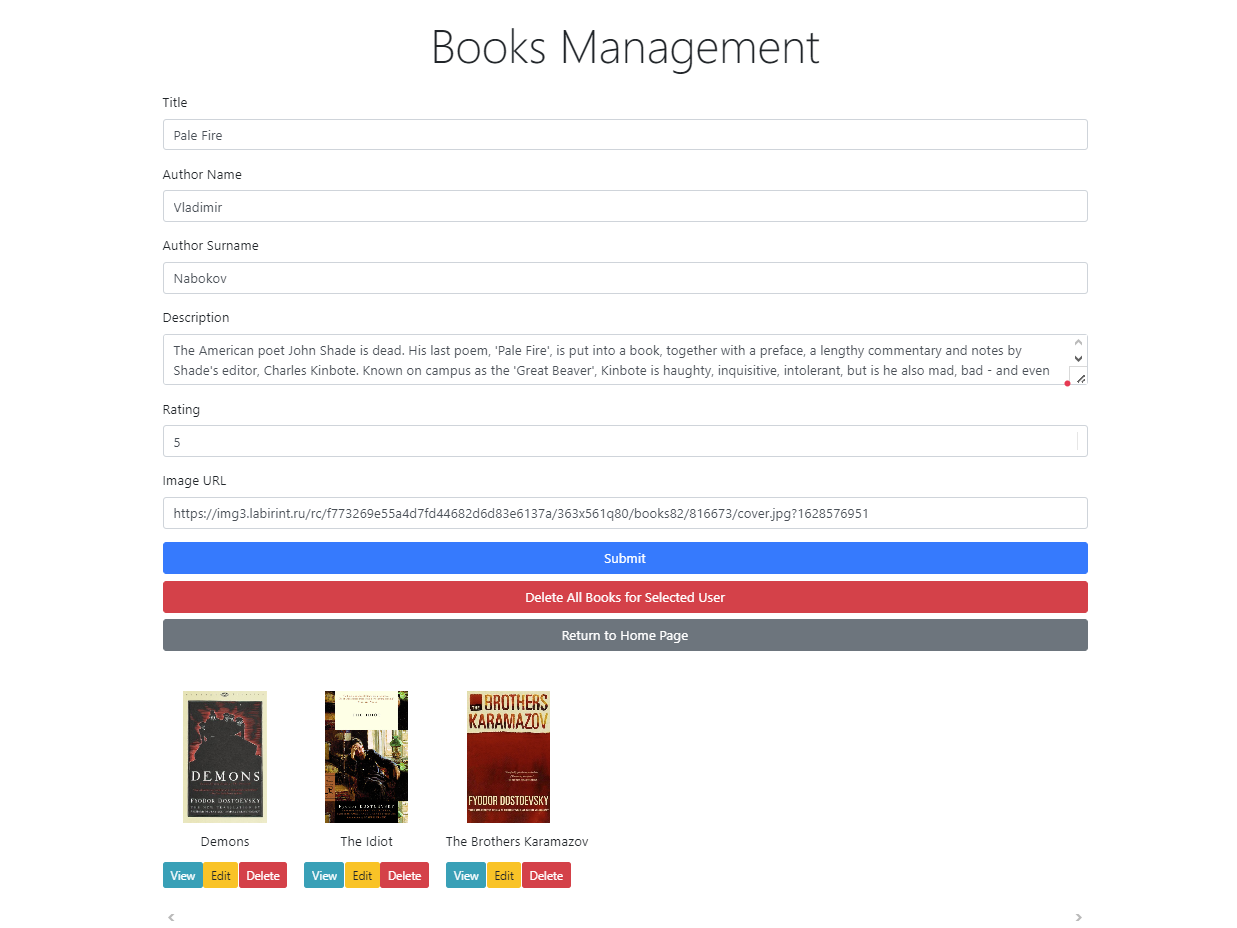 Books Management
Title
Pale Fire
Author Name
Vladimir
Author Surname
Nabokov
Description
The American poet John Shade is dead. His last poem, 'Pale Fire', is put into a book, together with a preface, a lengthy commentary and notes by
Shade's editor, Charles Kinbote. Known on campus as the 'Great Beaver', Kinbote is haughty, inquisitive, intolerant, but is he also mad, bad - and even
Rating
5
Image URL
https://img3.labirint.ru/rc/f773269e55a4d7fd44682d6d83e6137a/363x561q80/books82/816673/cover.jpg?1628576951
Submit
Delete All Books for Selected User
Return to Home Page
DEMONS
FYODOR DOSTOEVSKY
THE IDIOT
FYODOR DOSTOEVSKY
THE BROTHERS
KARAMAZOV
FYODOR DOSTOEVSKY
Demons
The Idiot
The Brothers Karamazov
View Edit Delete View Edit Delete View Edit Delete
< >